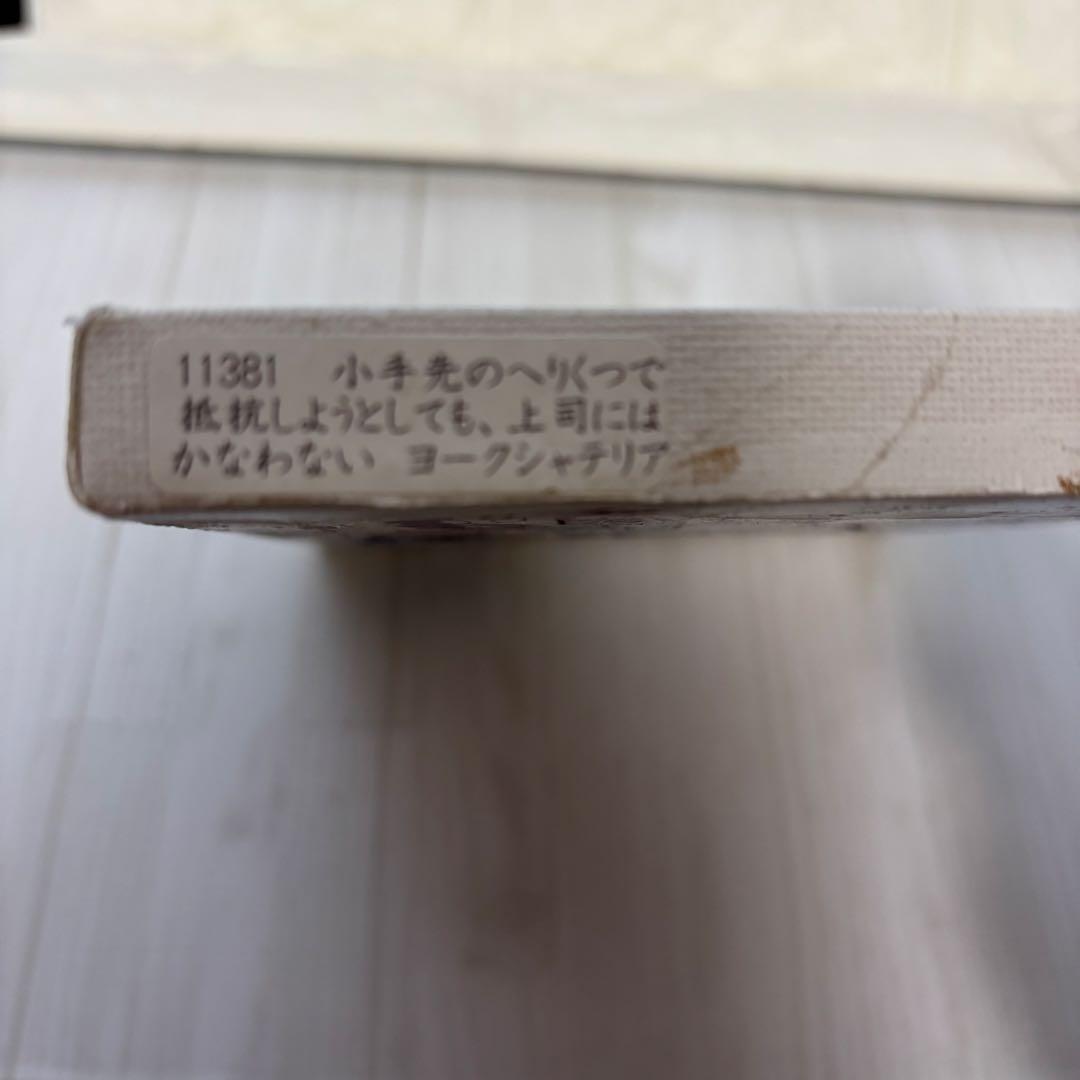 11381　小手先のへりくつで
抵抗しようとしても、上司には
かなわない　ヨークシャテリア